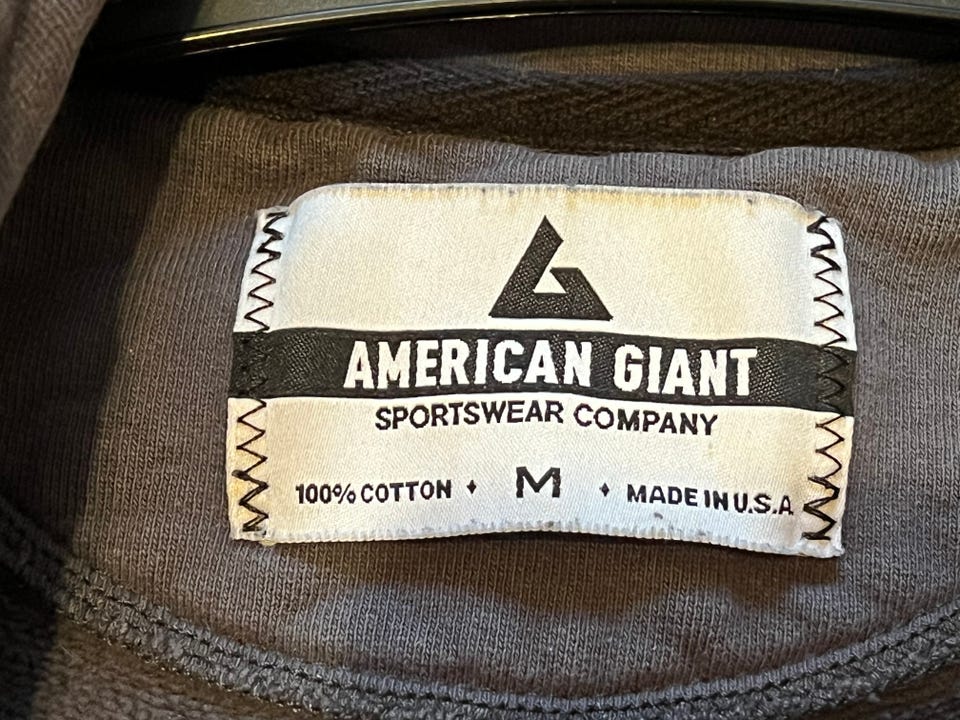 AMERICAN GIANT
SPORTSWEAR COMPANY
100% COTTON ♦ M ♦ MADE IN U.S.A